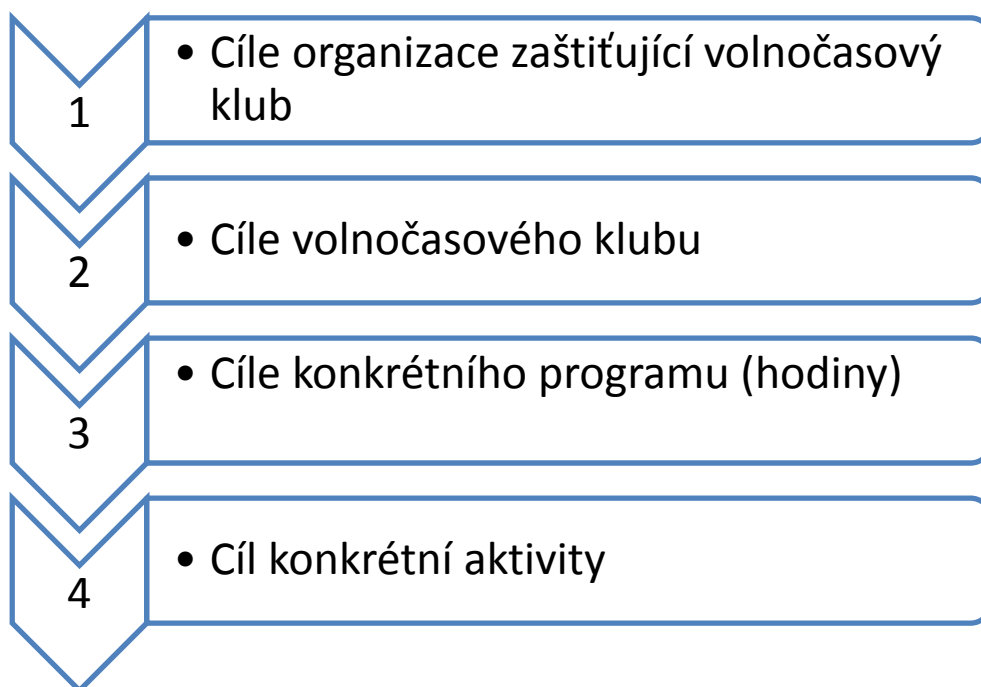 1
• Cíle organizace zaštiťující volnočasový
klub
2
• Cíle volnočasového klubu
3
• Cíle konkrétního programu (hodiny)
4
• Cíl konkrétní aktivity